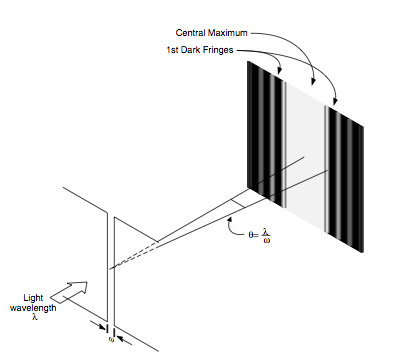 Central Maximum
1st Dark Fringes
θ= λ
ω
Light
wavelength
λ
ω